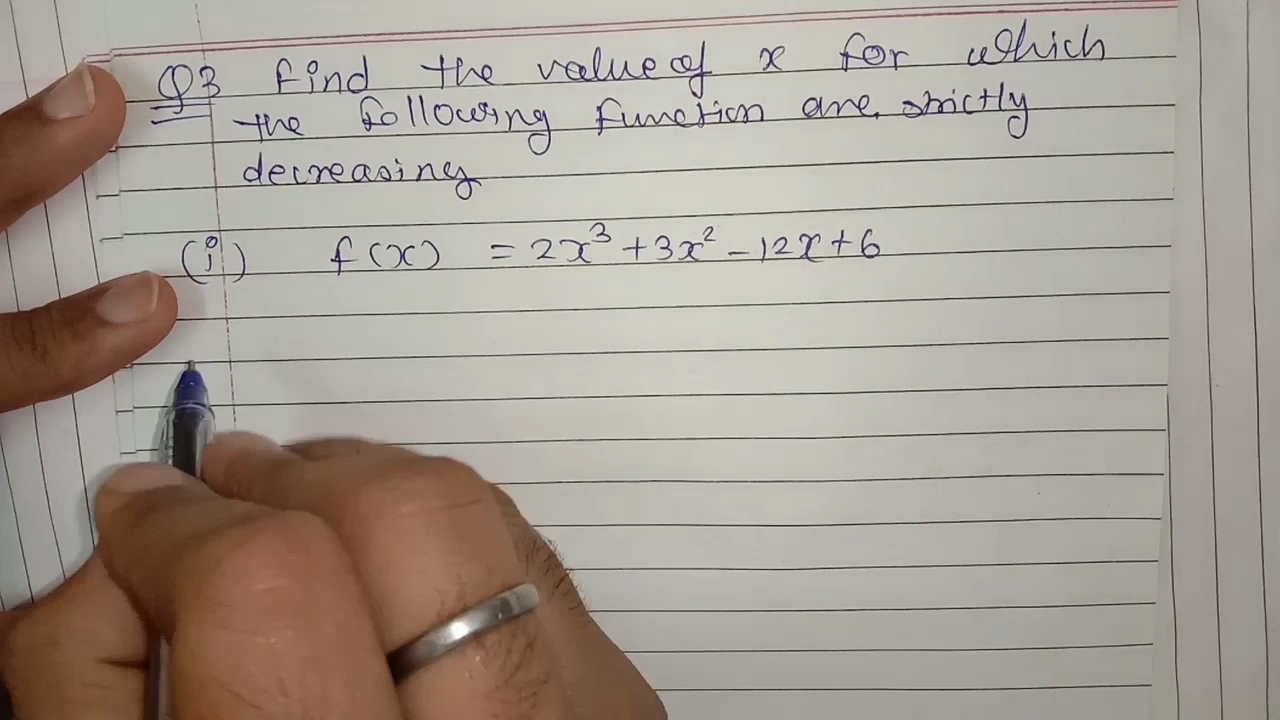 Q3 find the value of x for which
the following function are strictly
decreasing
(i) f(x) = 2x³ + 3x² - 12x + 6